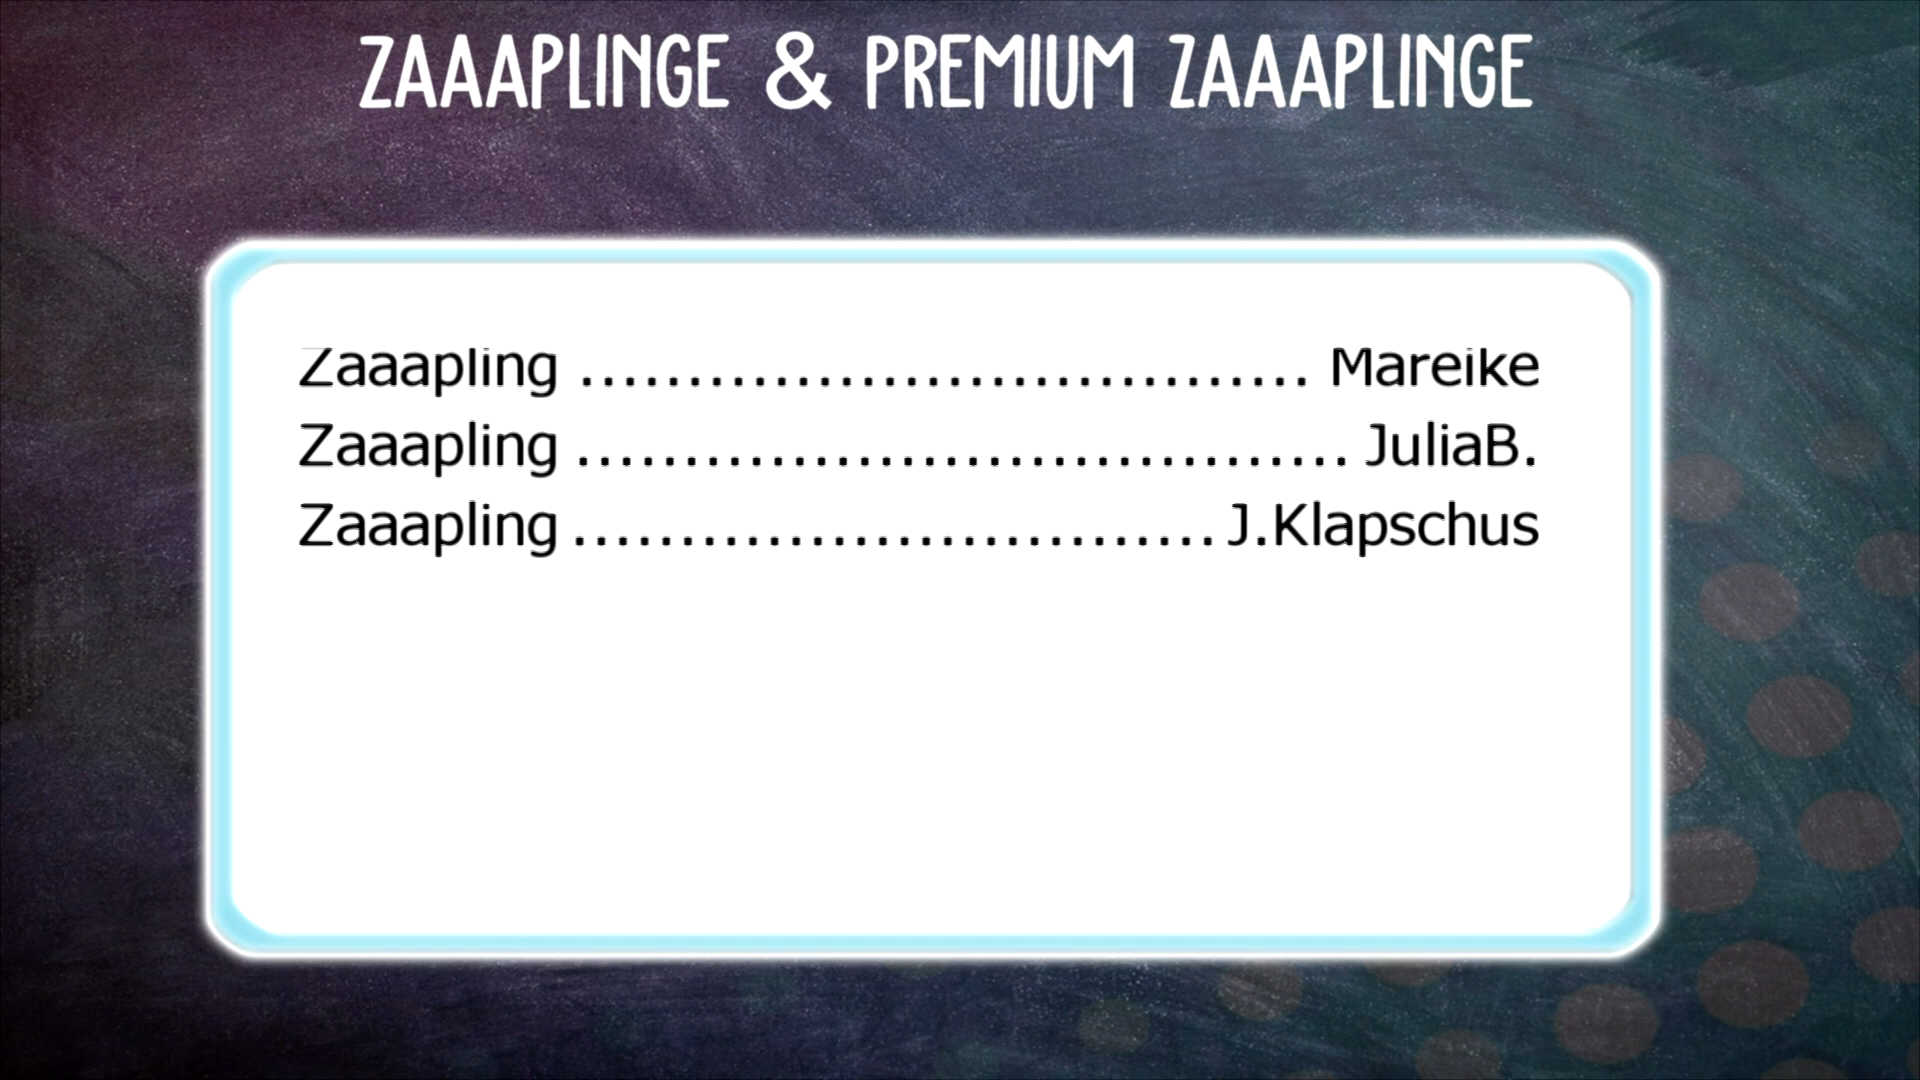 ZAAAPLINGE & PREMIUM ZAAAPLINGE
Zaaapling .................................. Mareike
Zaaapling .................................... JuliaB.
Zaaapling .............................. J.Klapschus